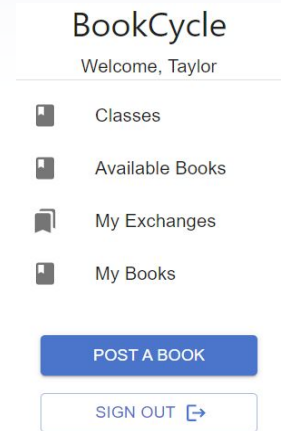 BookCycle
Welcome, Taylor
Classes
Available Books
My Exchanges
My Books
POST A BOOK
SIGN OUT